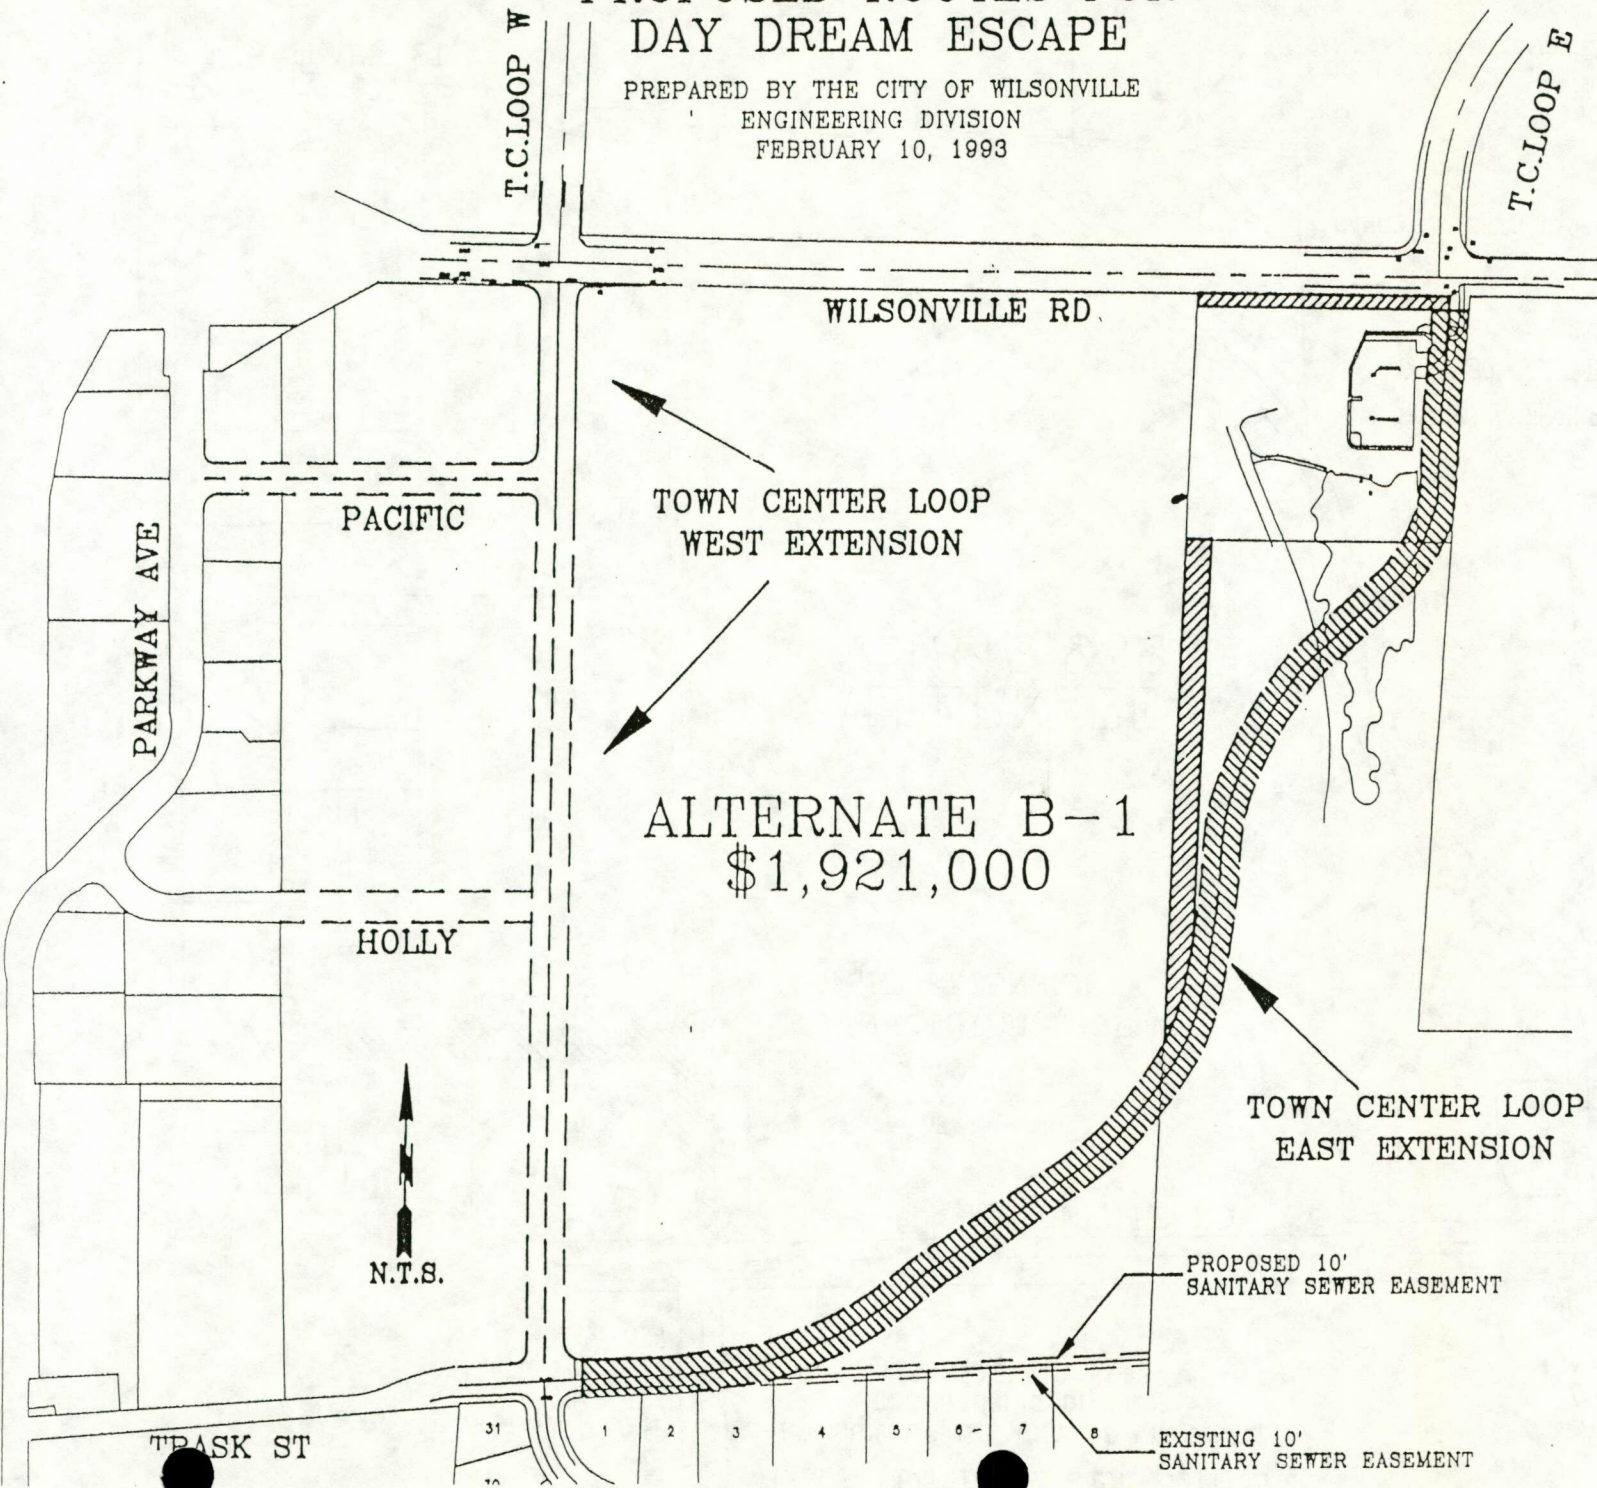 DAY DREAM ESCAPE
PREPARED BY THE CITY OF WILSONVILLE
ENGINEERING DIVISION
FEBRUARY 10, 1993
T.C.LOOP W
T.C.LOOP E
WILSONVILLE RD.
TOWN CENTER LOOP
WEST EXTENSION
PACIFIC
PARKWAY AVE
ALTERNATE B-1
$1,921,000
HOLLY
TOWN CENTER LOOP
EAST EXTENSION
N
N.T.S.
PROPOSED 10'
SANITARY SEWER EASEMENT
31
1
2
3
4
5
6
7
8
EXISTING 10'
SANITARY SEWER EASEMENT
TRASK ST